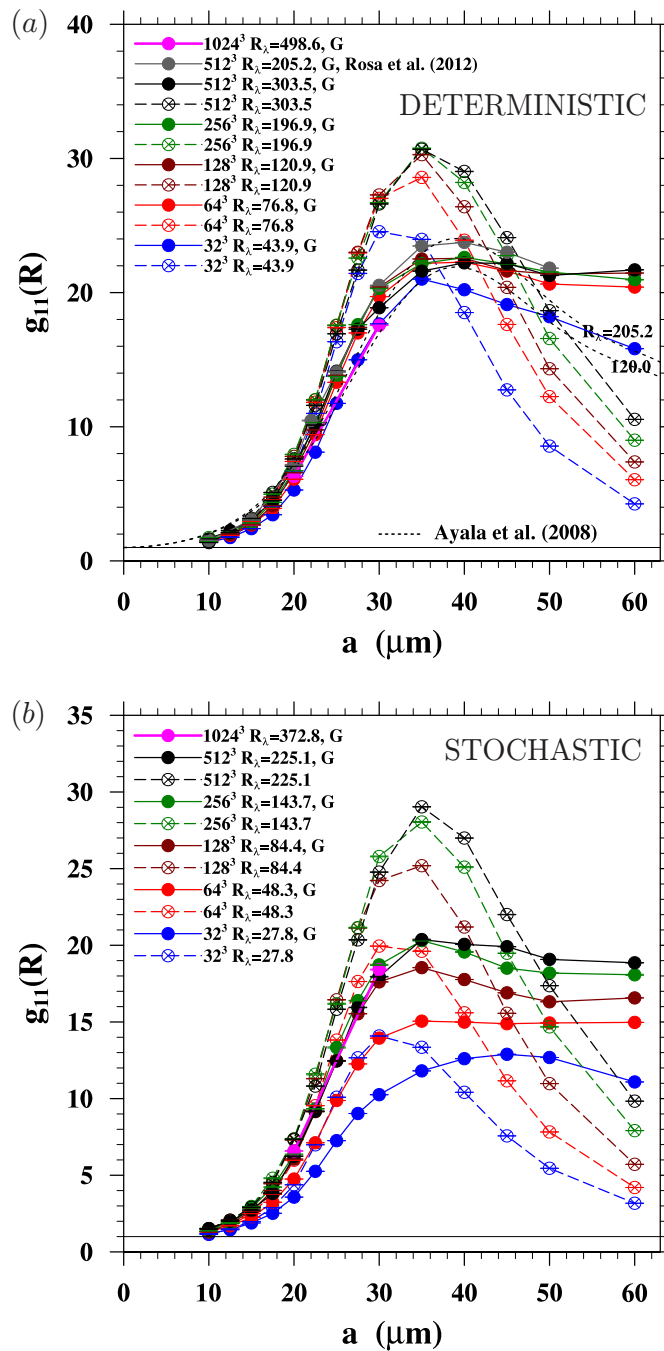 (a)
40
30
20
10
0
g₁₁(R)
1024³ R_λ=498.6, G
512³ R_λ=205.2, G, Rosa et al. (2012)
512³ R_λ=303.5, G
512³ R_λ=303.5
256³ R_λ=196.9, G
256³ R_λ=196.9
128³ R_λ=120.9, G
128³ R_λ=120.9
64³ R_λ=76.8, G
64³ R_λ=76.8
32³ R_λ=43.9, G
32³ R_λ=43.9
DETERMINISTIC
R_λ=205.2
120.0
Ayala et al. (2008)
0 10 20 30 40 50 60
a (μm)
(b)
35
30
25
20
15
10
5
0
g₁₁(R)
1024³ R_λ=372.8, G
512³ R_λ=225.1, G
512³ R_λ=225.1
256³ R_λ=143.7, G
256³ R_λ=143.7
128³ R_λ=84.4, G
128³ R_λ=84.4
64³ R_λ=48.3, G
64³ R_λ=48.3
32³ R_λ=27.8, G
32³ R_λ=27.8
STOCHASTIC
0 10 20 30 40 50 60
a (μm)